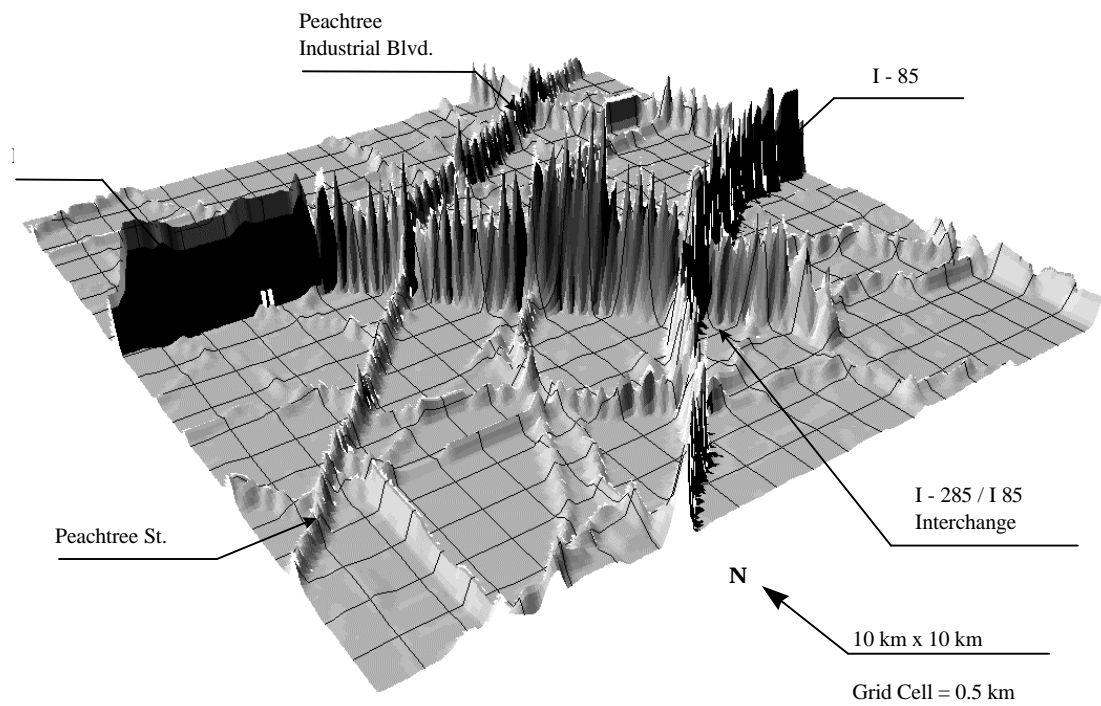 Peachtree
Industrial Blvd.
I - 85
Peachtree St.
I - 285 / I 85
Interchange
N
10 km x 10 km
Grid Cell = 0.5 km